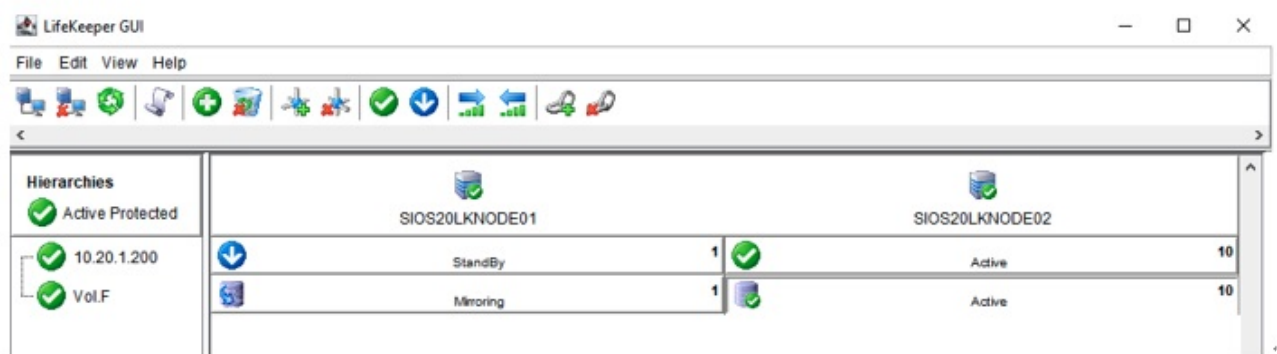 LifeKeeper GUI
File Edit View Help
Hierarchies
Active Protected
SIOS20LKNODE01
SIOS20LKNODE02
10.20.1.200
StandBy
1
Active
10
Vol.F
Mirroring
1
Active
10